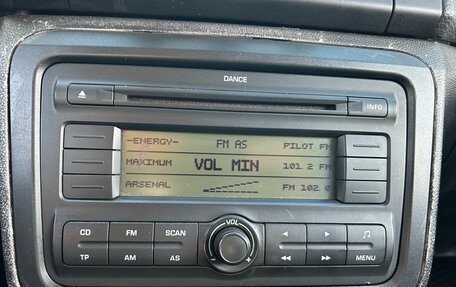 DANCE
INFO
-ENERGY- FM AS PILOT FM
MAXIMUM VOL MIN 101.2 FM
ARSENAL FM 102.0
CD FM SCAN VOL
TP AM AS MENU